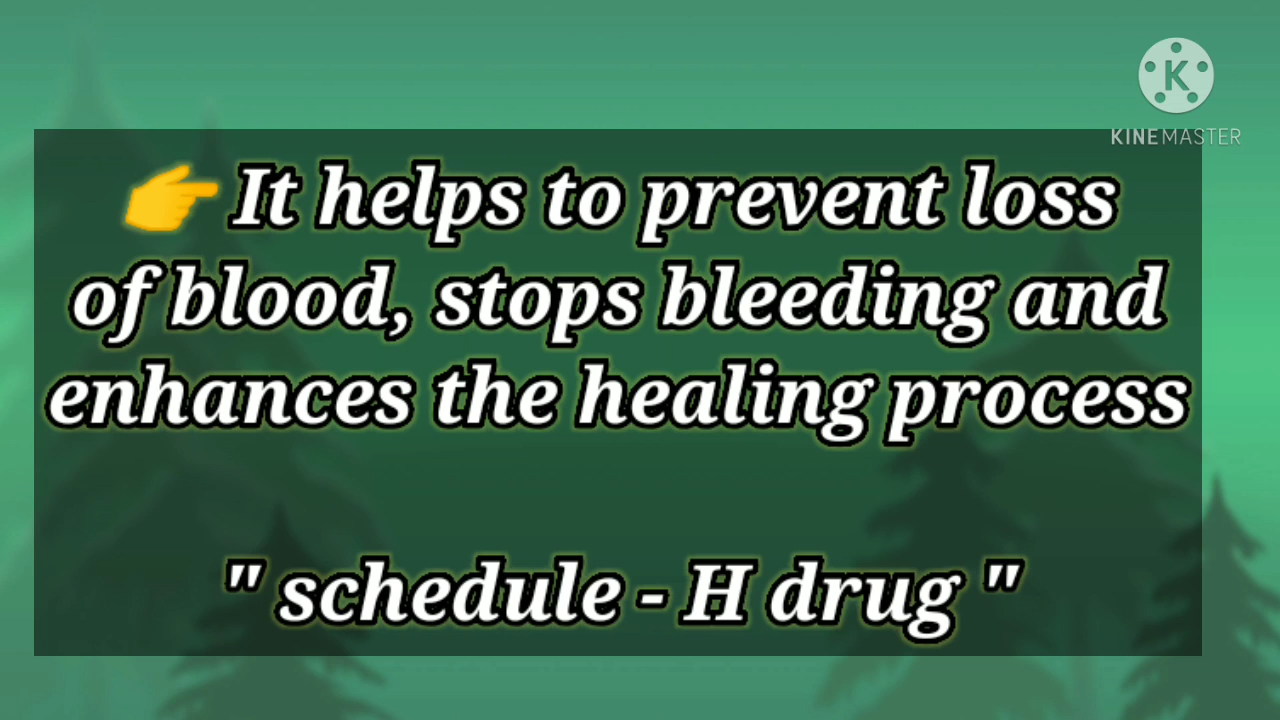 K
KINEMASTER
👉 It helps to prevent loss
of blood, stops bleeding and
enhances the healing process
" schedule - H drug "